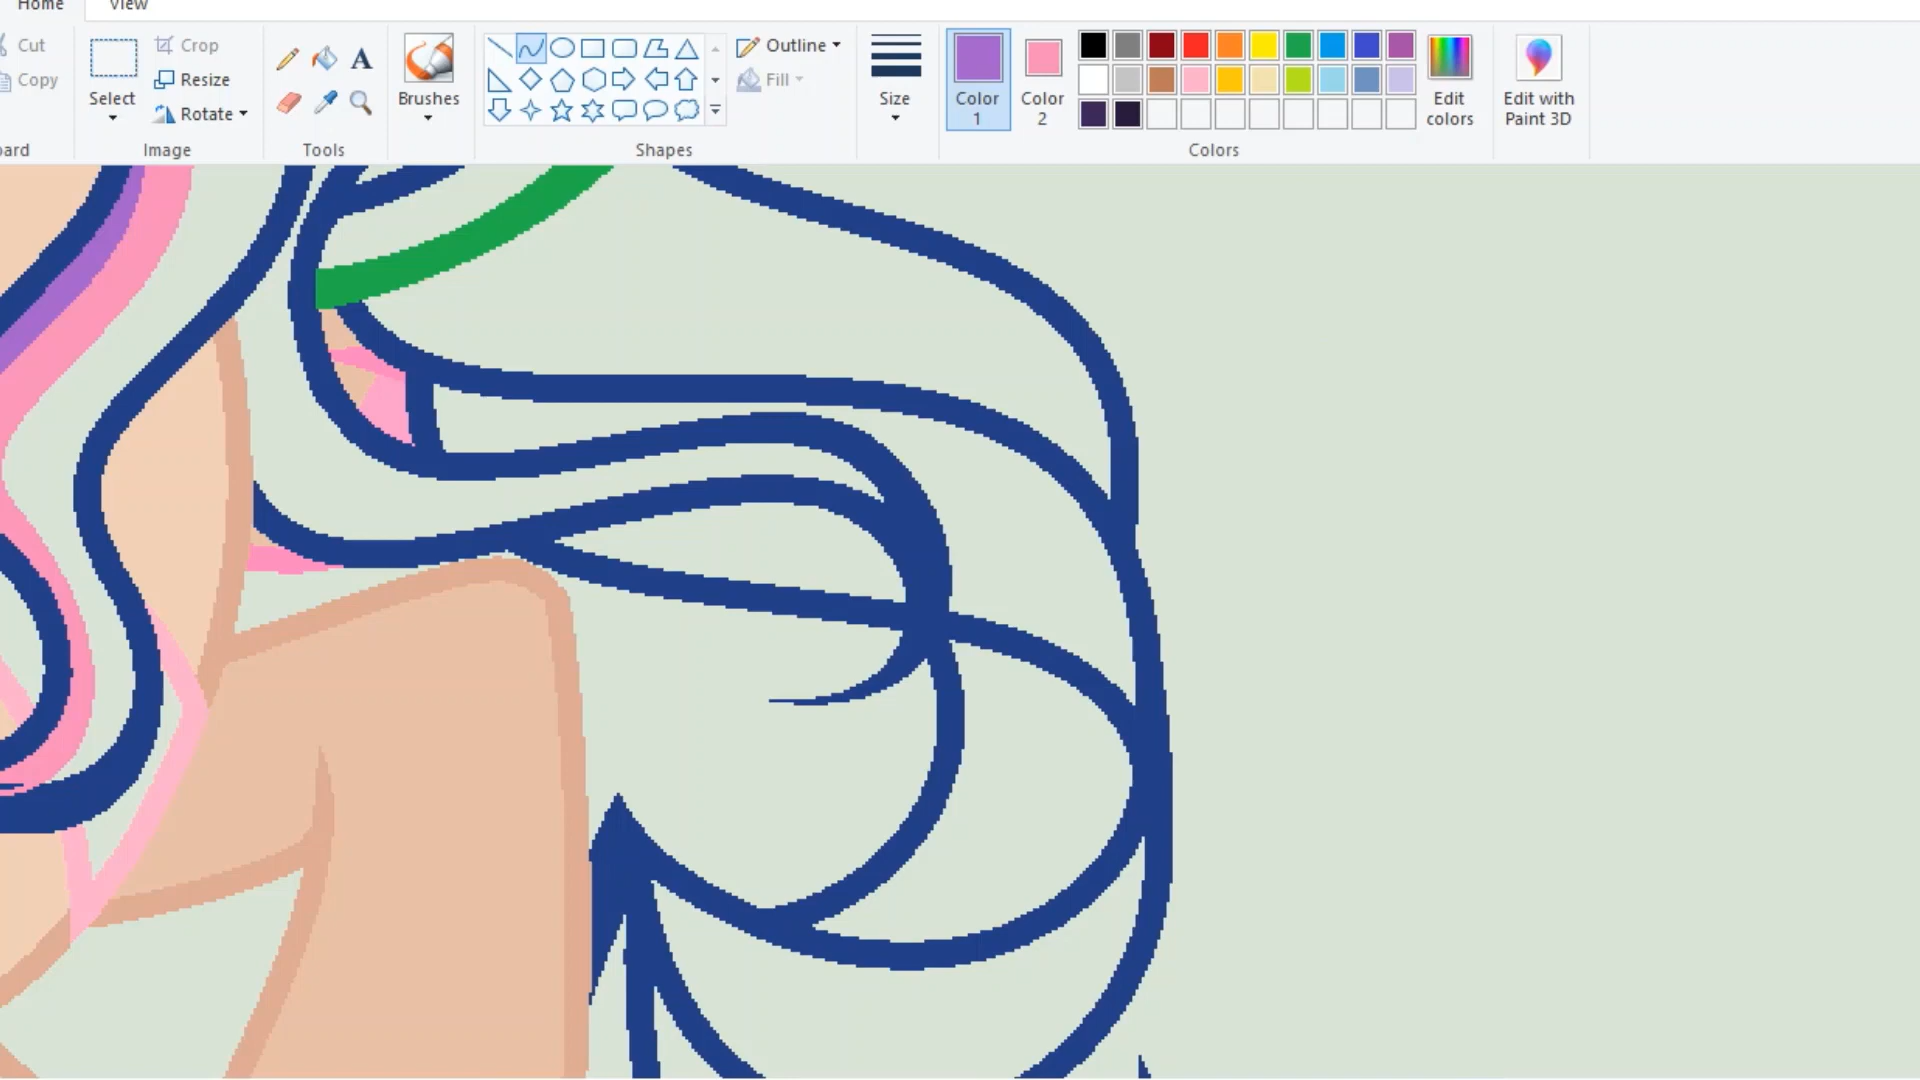 Home View
Cut
Copy
Select
Crop
Resize
Rotate
Image
A
Tools
Brushes
Outline
Fill
Shapes
Size
Color
1
Color
2
Edit
colors
Edit with
Paint 3D
Colors